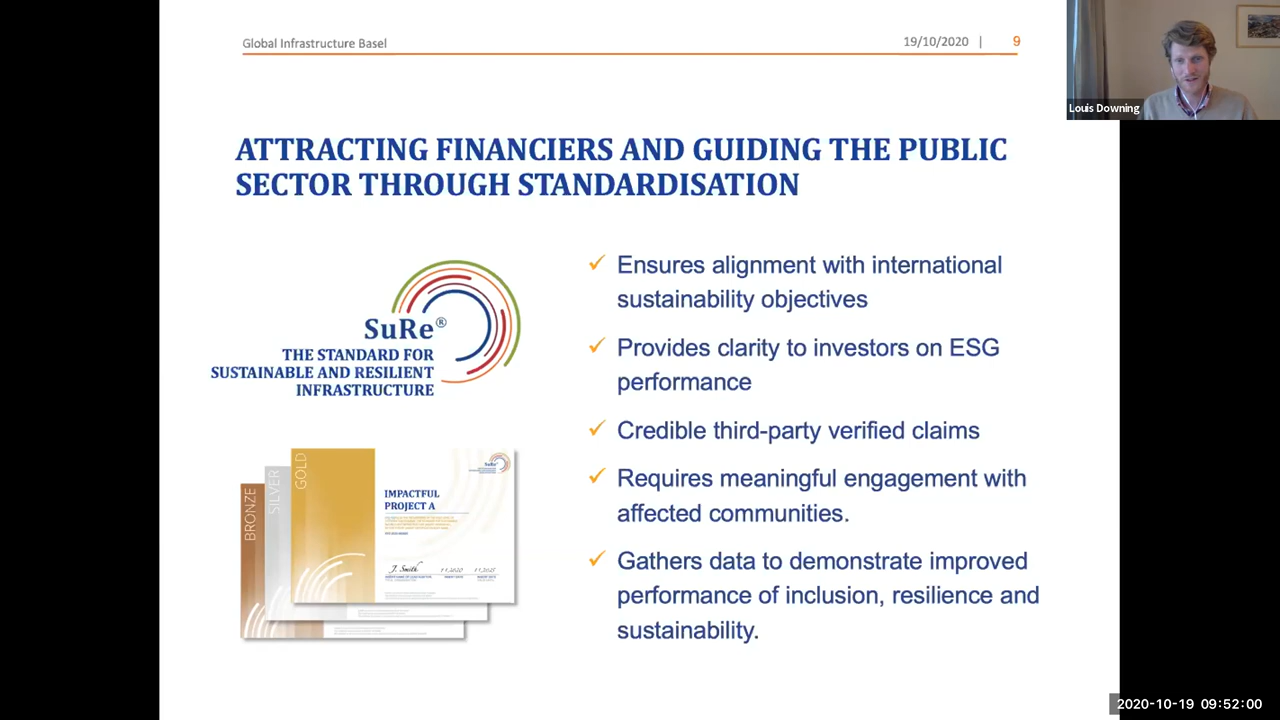 Global Infrastructure Basel
19/10/2020 | 9
Louis Downing
ATTRACTING FINANCIERS AND GUIDING THE PUBLIC
SECTOR THROUGH STANDARDISATION
SuRe®
THE STANDARD FOR
SUSTAINABLE AND RESILIENT
INFRASTRUCTURE
BRONZE
SILVER
GOLD
SuRe
IMPACTFUL
PROJECT A
J. Smith
✓ Ensures alignment with international
sustainability objectives
✓ Provides clarity to investors on ESG
performance
✓ Credible third-party verified claims
✓ Requires meaningful engagement with
affected communities.
✓ Gathers data to demonstrate improved
performance of inclusion, resilience and
sustainability.
2020-10-19 09:52:00